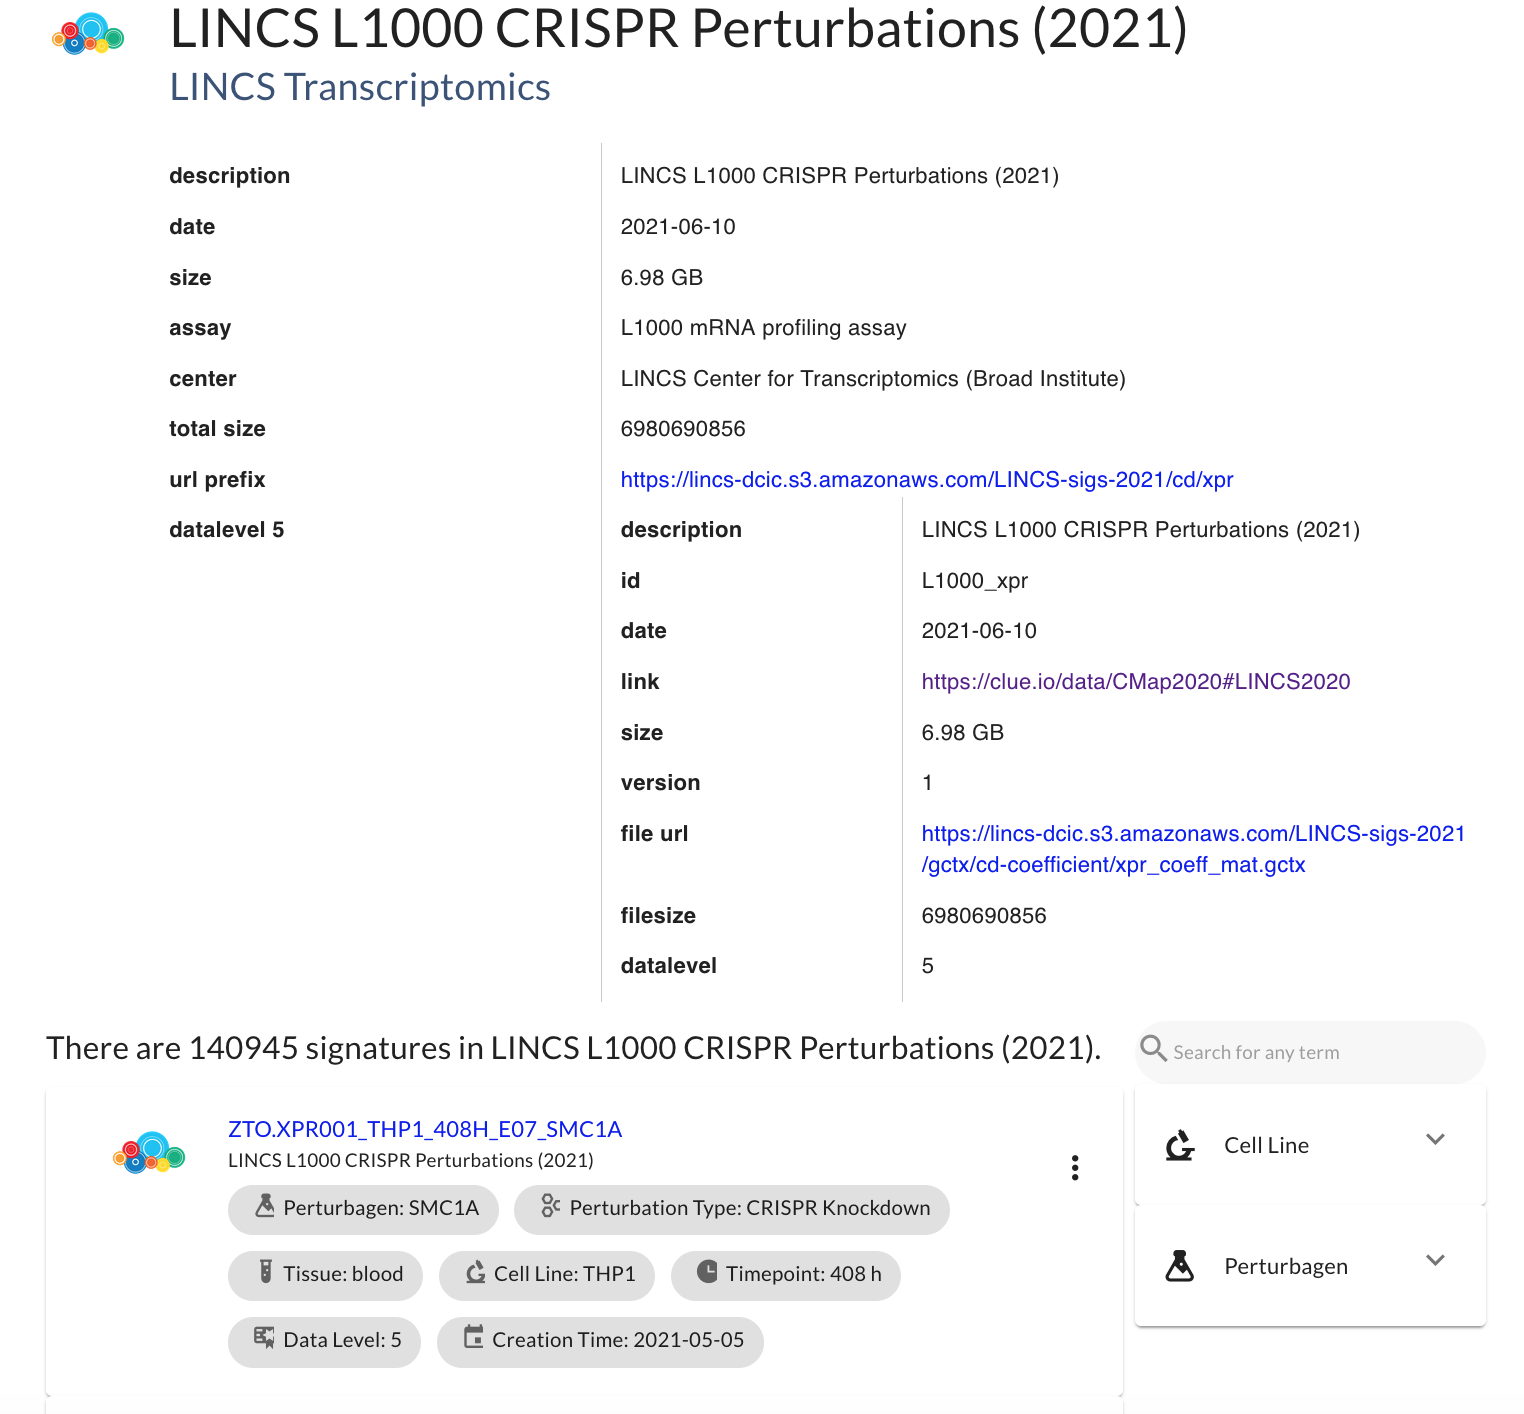 LINCS L1000 CRISPR Perturbations (2021)
LINCS Transcriptomics
description LINCS L1000 CRISPR Perturbations (2021)
date 2021-06-10
size 6.98 GB
assay L1000 mRNA profiling assay
center LINCS Center for Transcriptomics (Broad Institute)
total size 6980690856
url prefix https://lincs-dcic.s3.amazonaws.com/LINCS-sigs-2021/cd/xpr
datalevel 5 description LINCS L1000 CRISPR Perturbations (2021)
id L1000_xpr
date 2021-06-10
link https://clue.io/data/CMap2020#LINCS2020
size 6.98 GB
version 1
file url https://lincs-dcic.s3.amazonaws.com/LINCS-sigs-2021
/gctx/cd-coefficient/xpr_coeff_mat.gctx
filesize 6980690856
datalevel 5
There are 140945 signatures in LINCS L1000 CRISPR Perturbations (2021).
Search for any term
ZTO.XPR001_THP1_408H_E07_SMC1A
LINCS L1000 CRISPR Perturbations (2021)
Perturbagen: SMC1A Perturbation Type: CRISPR Knockdown
Tissue: blood Cell Line: THP1 Timepoint: 408 h
Data Level: 5 Creation Time: 2021-05-05
Cell Line
Perturbagen